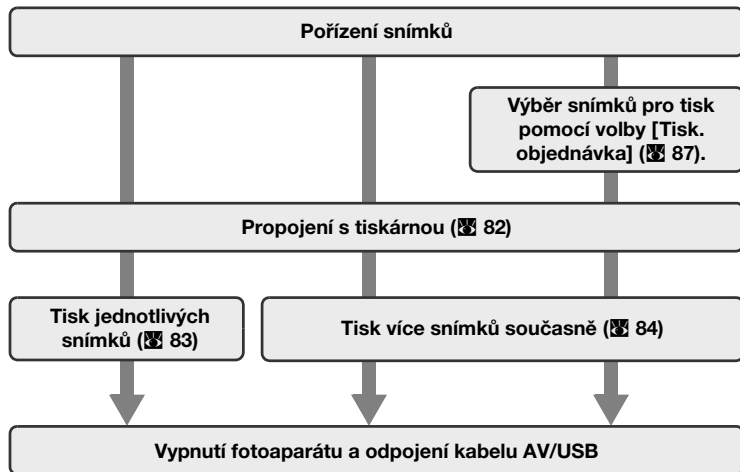 Pořízení snímků
Výběr snímků pro tisk
pomocí volby [Tisk.
objednávka] ( 87).
Propojení s tiskárnou ( 82)
Tisk jednotlivých
snímků ( 83)
Tisk více snímků současně ( 84)
Vypnutí fotoaparátu a odpojení kabelu AV/USB